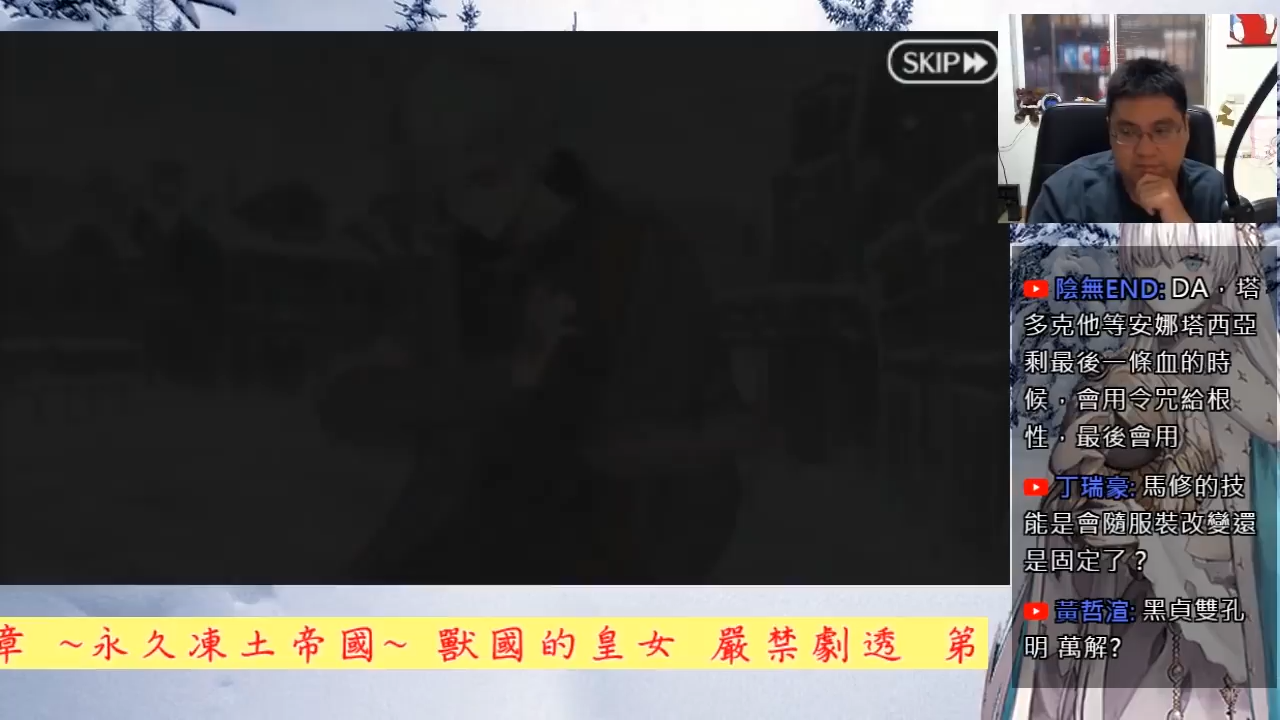 SKIP
陰無END: DA，塔
多克他等安娜塔西亞
剩最後一條血的時
候，會用令咒給根
性，最後會用
丁瑞豪: 馬修的技
能是會隨服裝改變還
是固定了？
黃哲渲: 黑貞雙孔
明 萬解?
章 ~永久凍土帝國~ 獸國的皇女 嚴禁劇透 第